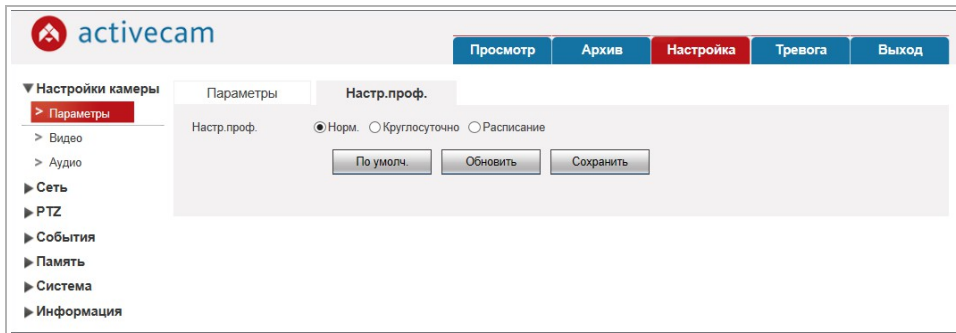 activecam
Просмотр Архив Настройка Тревога Выход
Настройки камеры
> Параметры
> Видео
> Аудио
Сеть
PTZ
События
Память
Система
Информация
Параметры Настр.проф.
Настр.проф. Норм. Круглосуточно Расписание
По умолч. Обновить Сохранить